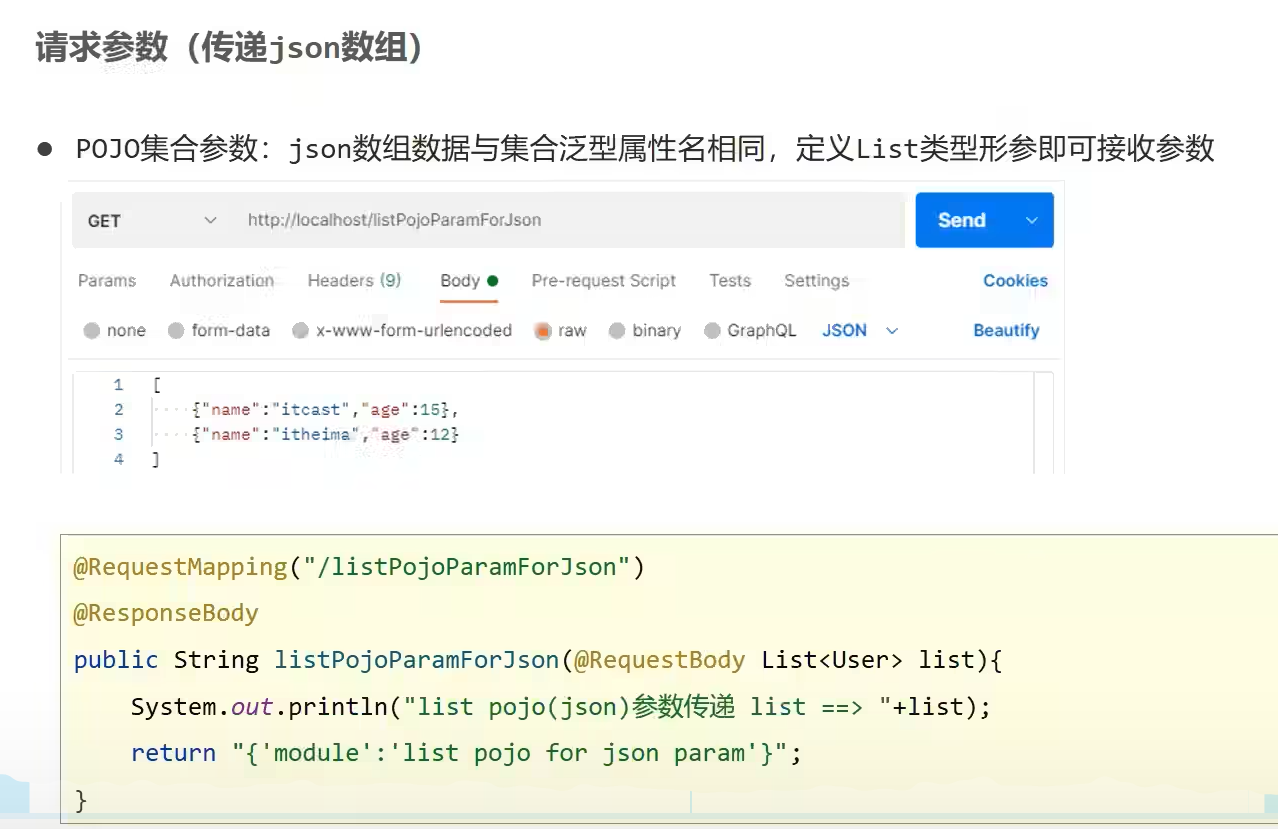 请求参数（传递json数组）
● POJO集合参数：json数组数据与集合泛型属性名相同，定义List类型形参即可接收参数
GET http://localhost/listPojoParamForJson Send
Params Authorization Headers (9) Body Pre-request Script Tests Settings Cookies
none form-data x-www-form-urlencoded raw binary GraphQL JSON Beautify
1 [
2 ····{"name":"itcast","age":15},
3 ····{"name":"itheima","age":12}
4 ]
@RequestMapping("/listPojoParamForJson")
@ResponseBody
public String listPojoParamForJson(@RequestBody List<User> list){
    System.out.println("list pojo(json)参数传递 list ==> "+list);
    return "{'module':'list pojo for json param'}";
}